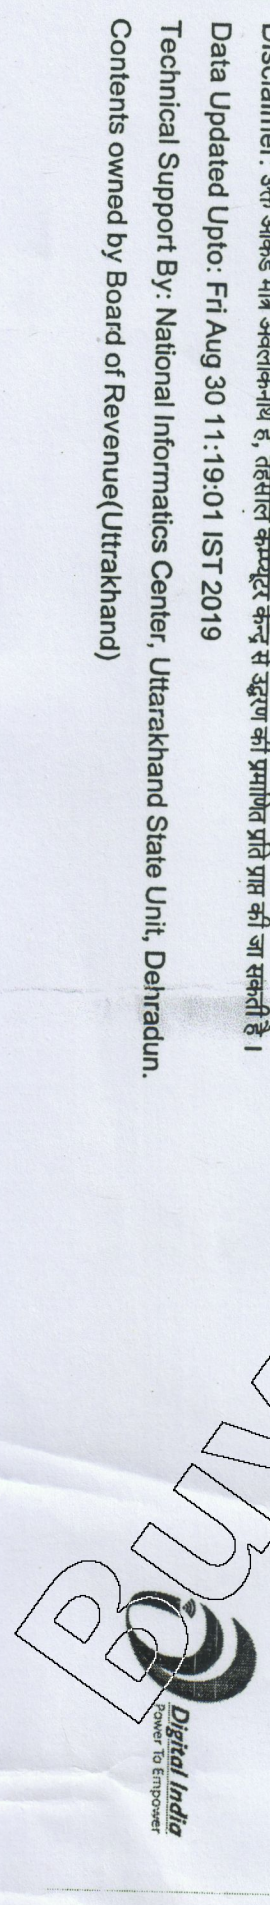 Disclaimer: उक्त आंकडे मात्र अवलोकनार्थ है, तहसील कम्प्यूटर केन्द्र से उद्धरण की प्रमाणित प्रति प्राप्त की जा सकती है ।
Data Updated Upto: Fri Aug 30 11:19:01 IST 2019
Technical Support By: National Informatics Center, Uttarakhand State Unit, Dehradun.
Contents owned by Board of Revenue(Uttrakhand)
Digital India
Power To Empower